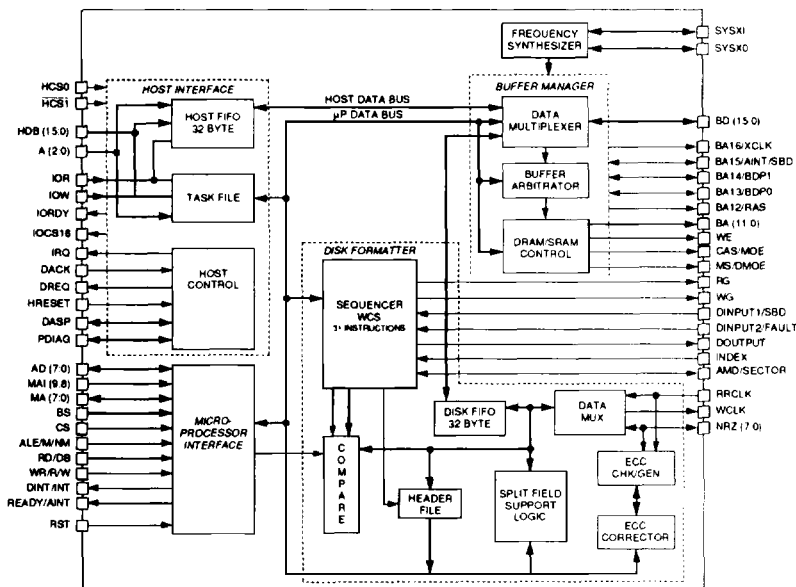 FREQUENCY
SYNTHESIZER
SYSXI
SYSX0
HOST INTERFACE
HOST FIFO
32 BYTE
TASK FILE
HOST
CONTROL
HCS0
HCS1
HDB (15:0)
A (2:0)
IOR
IOW
IORDY
IOCS16
IRQ
DACK
DREQ
HRESET
DASP
PDIAG
HOST DATA BUS
µP DATA BUS
BUFFER MANAGER
DATA
MULTIPLEXER
BUFFER
ARBITRATOR
DRAM/SRAM
CONTROL
BD (15:0)
BA16/XCLK
BA15/AINT/SBD
BA14/BDP1
BA13/BDP0
BA12/RAS
BA (11:0)
WE
CAS/MOE
MS/DMOE
DISK FORMATTER
SEQUENCER
WCS
INSTRUCTIONS
RG
WG
DINPUT1/SBD
DINPUT2/FAULT
DOUTPUT
INDEX
AMD/SECTOR
RRCLK
WCLK
NRZ (7:0)
AD (7:0)
MAI (9,8)
MA (7:0)
BS
CS
ALE/M/NM
RD/DB
WR/R/W
DINT/INT
READY/AINT
RST
MICRO-
PROCESSOR
INTERFACE
COMPARE
DISK FIFO
32 BYTE
DATA
MUX
HEADER
FILE
SPLIT FIELD
SUPPORT
LOGIC
ECC
CHK/GEN
ECC
CORRECTOR